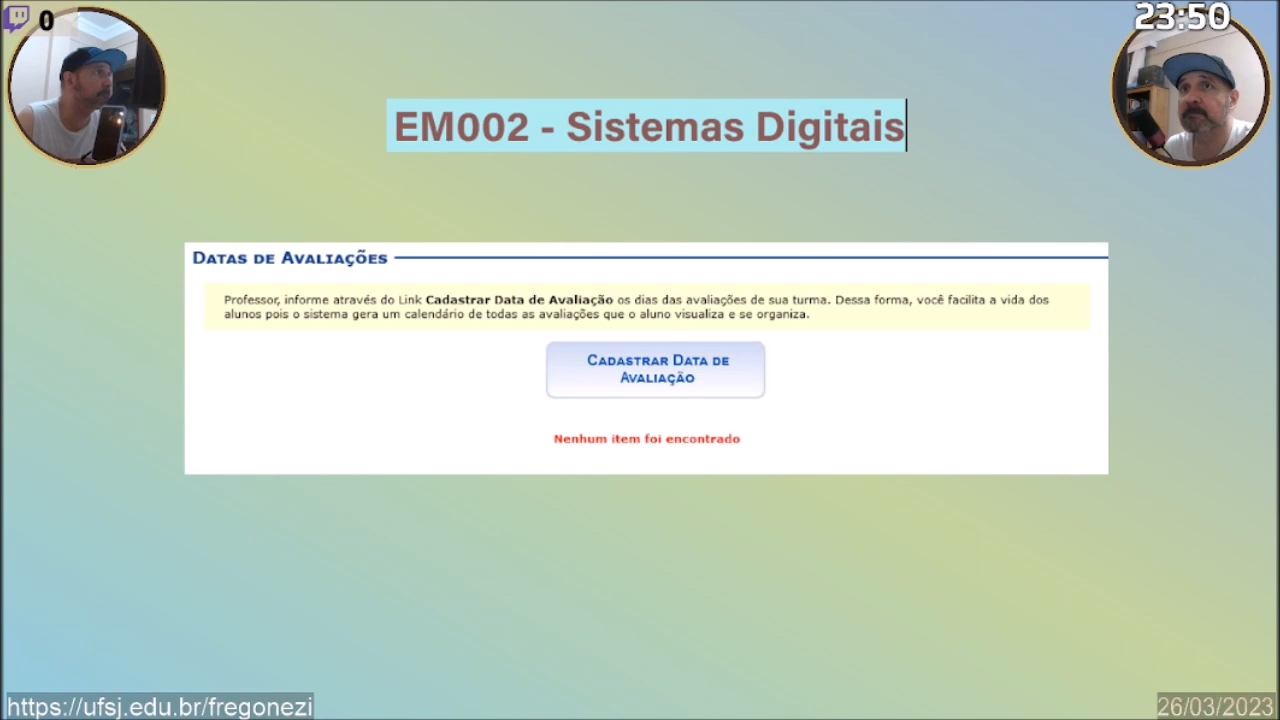 0
23:50
EM002 - Sistemas Digitais
Datas de Avaliações
Professor, informe através do Link Cadastrar Data de Avaliação os dias das avaliações de sua turma. Dessa forma, você facilita a vida dos
alunos pois o sistema gera um calendário de todas as avaliações que o aluno visualiza e se organiza.
Cadastrar Data de
Avaliação
Nenhum item foi encontrado
https://ufsj.edu.br/fregonezi
26/03/2023